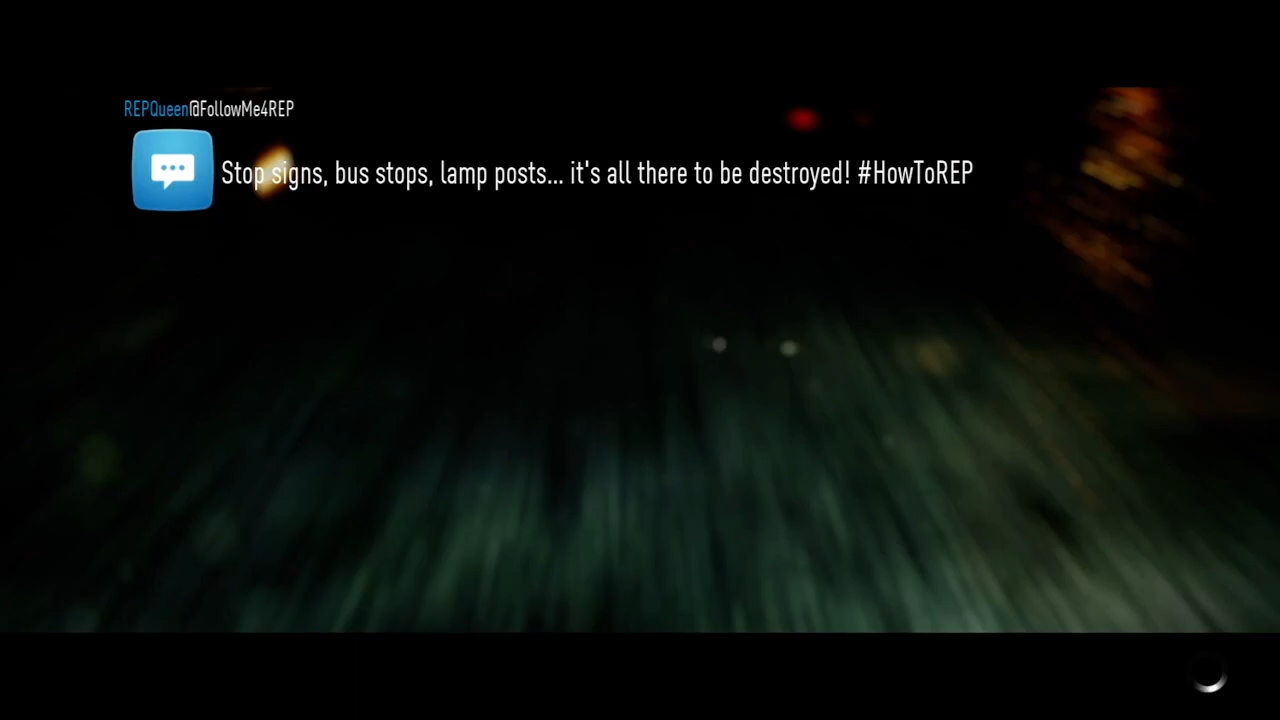 REPQueen@FollowMe4REP
Stop signs, bus stops, lamp posts... it's all there to be destroyed! #HowToREP